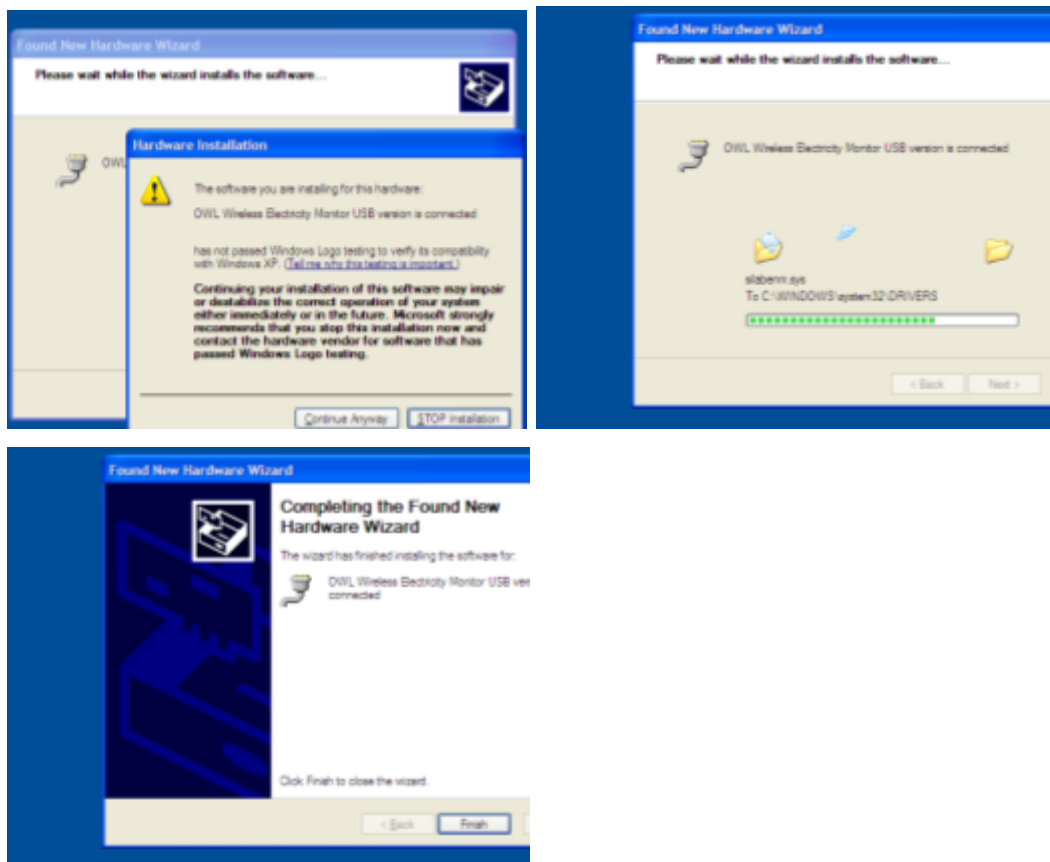 Found New Hardware Wizard
Please wait while the wizard installs the software...
OWL
Hardware Installation
The software you are installing for this hardware:
OWL Wireless Electricity Monitor USB version is connected
has not passed Windows Logo testing to verify its compatibility
with Windows XP. (Tell me why this testing is important.)
Continuing your installation of this software may impair
or destabilize the correct operation of your system
either immediately or in the future. Microsoft strongly
recommends that you stop this installation now and
contact the hardware vendor for software that has
passed Windows Logo testing.
Continue Anyway
STOP Installation
Found New Hardware Wizard
Please wait while the wizard installs the software...
OWL Wireless Electricity Monitor USB version is connected
To C:\WINDOWS\system32\DRIVERS
< Back
Next >
Found New Hardware Wizard
Completing the Found New
Hardware Wizard
The wizard has finished installing the software for:
OWL Wireless Electricity Monitor USB ver
connected
Click Finish to close the wizard.
< Back
Finish